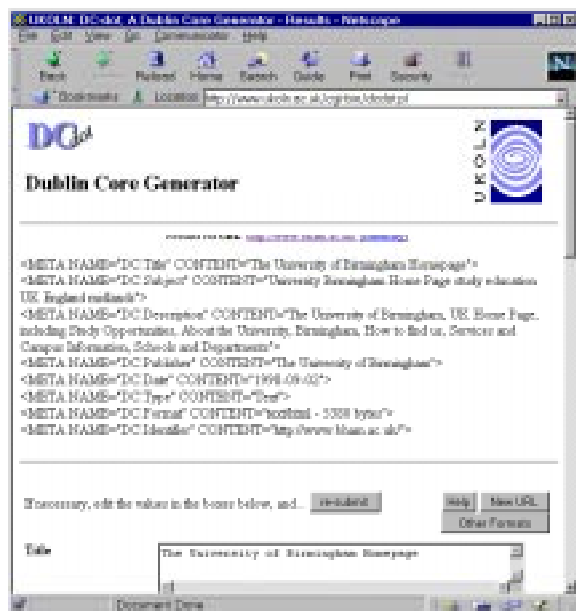 UKOLN: DC-dot, A Dublin Core Generator - Results - Netscape
File Edit View Go Communicator Help
Back Reload Home Search Guide Print Security
Bookmarks Location: http://www.ukoln.ac.uk/cgi-bin/dcdot.pl
DCdot
UKOLN
Dublin Core Generator
<META NAME="DC.Title" CONTENT="The University of Birmingham Homepage">
<META NAME="DC.Subject" CONTENT="University Birmingham Home Page study education
UK England midlands">
<META NAME="DC.Description" CONTENT="The University of Birmingham, UK, Home Page,
including Study Opportunities, About the University, Birmingham, How to find us, Services and
Campus Information, Schools and Departments">
<META NAME="DC.Publisher" CONTENT="The University of Birmingham">
<META NAME="DC.Date" CONTENT="1998-09-02">
<META NAME="DC.Type" CONTENT="Text">
<META NAME="DC.Format" CONTENT="text/html - 5380 bytes">
<META NAME="DC.Identifier" CONTENT="http://www.bham.ac.uk/">
If necessary, edit the values in the boxes below, and... re-submit Help New URL
Other Formats
Title The University of Birmingham Homepage
Document Done